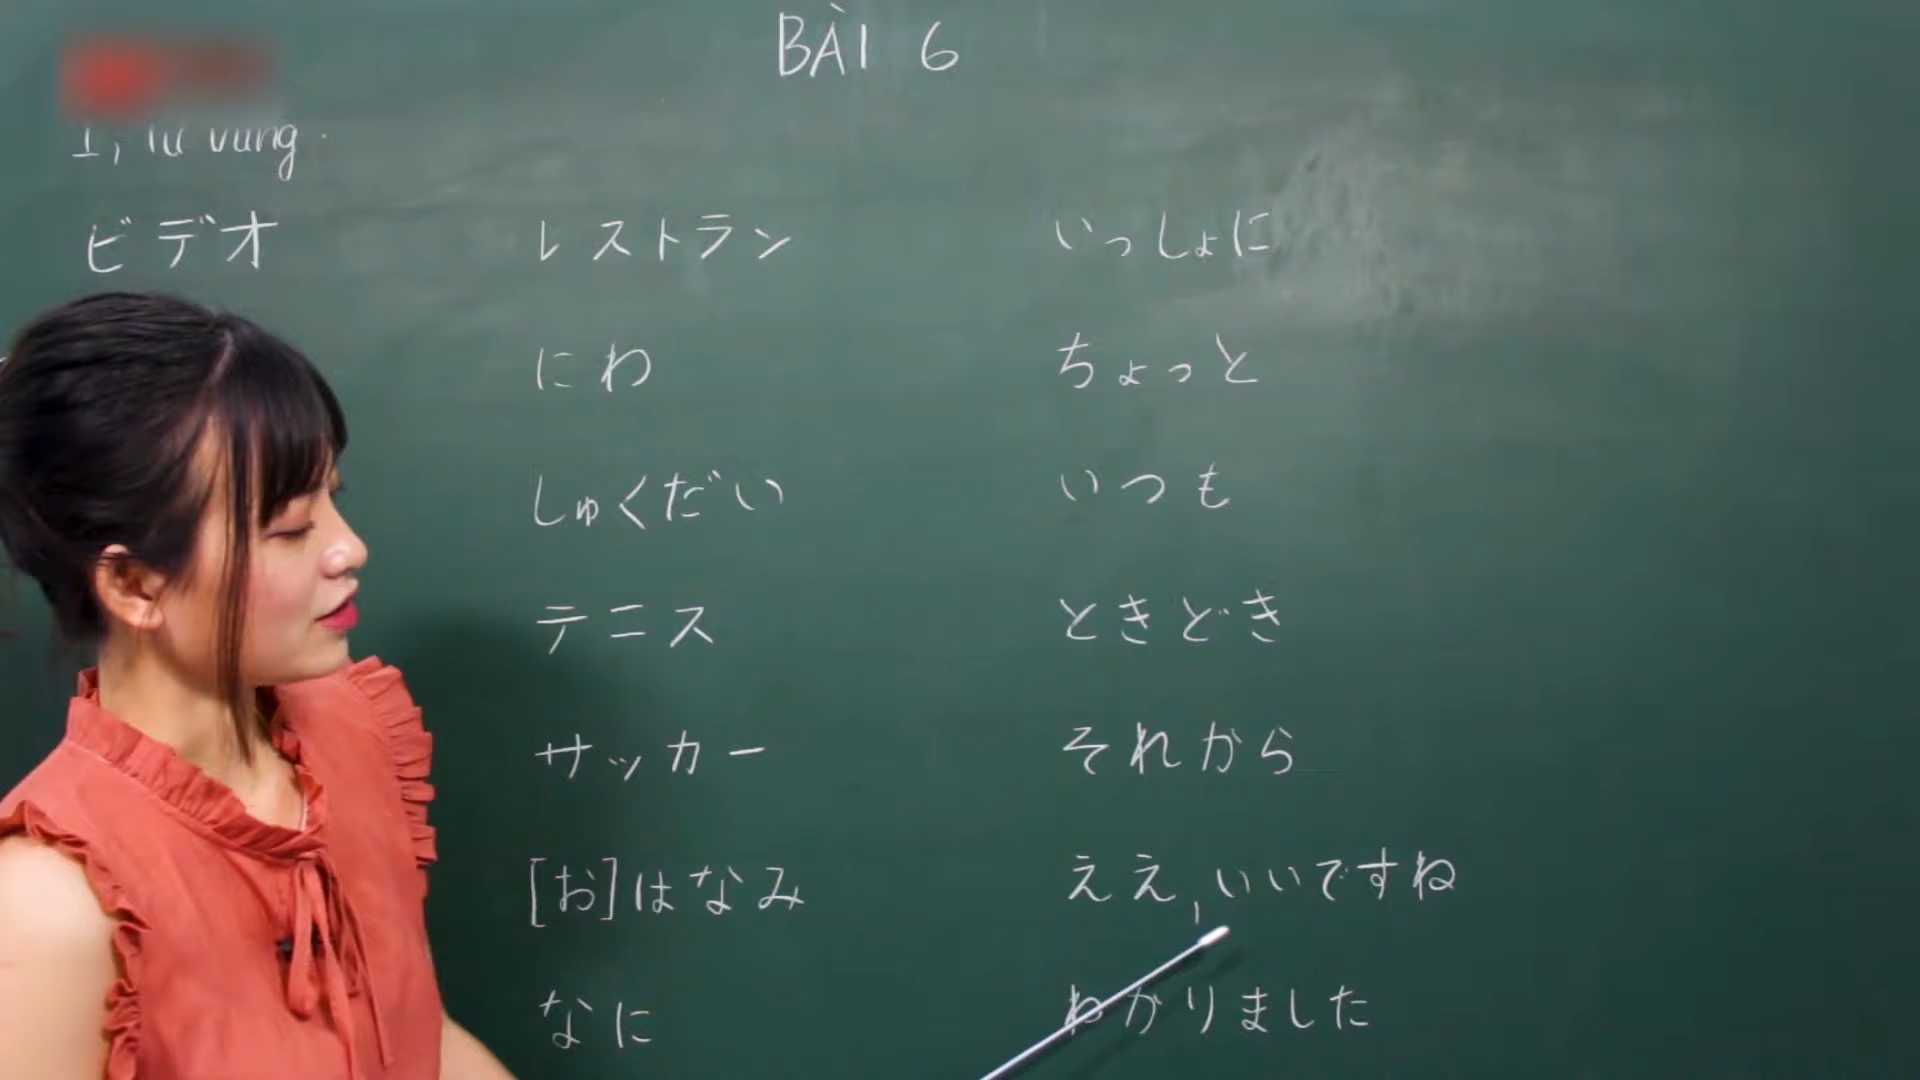 BÀI 6
1, từ vựng.
ビデオ
レストラン
にわ
しゅくだい
テニス
サッカー
[お]はなみ
なに
いっしょに
ちょっと
いつも
ときどき
それから
ええ, いいですね
わかりました